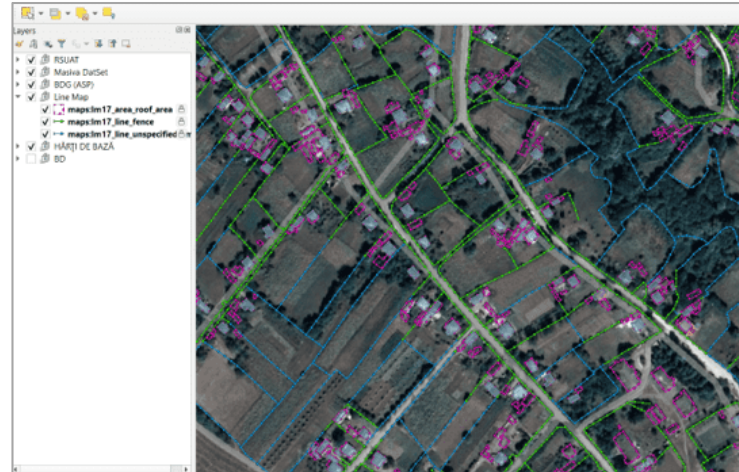 Layers
RSUAT
Masiva DatSet
BDG (ASP)
Line Map
maps:lm17_area_roof_area
maps:lm17_line_fence
maps:lm17_line_unspecified
HĂRȚI DE BAZĂ
BD